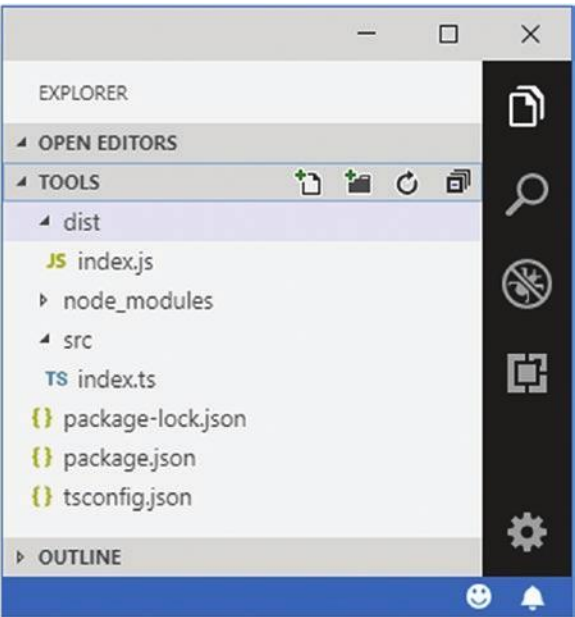 EXPLORER
OPEN EDITORS
TOOLS
dist
JS index.js
node_modules
src
TS index.ts
{} package-lock.json
{} package.json
{} tsconfig.json
OUTLINE